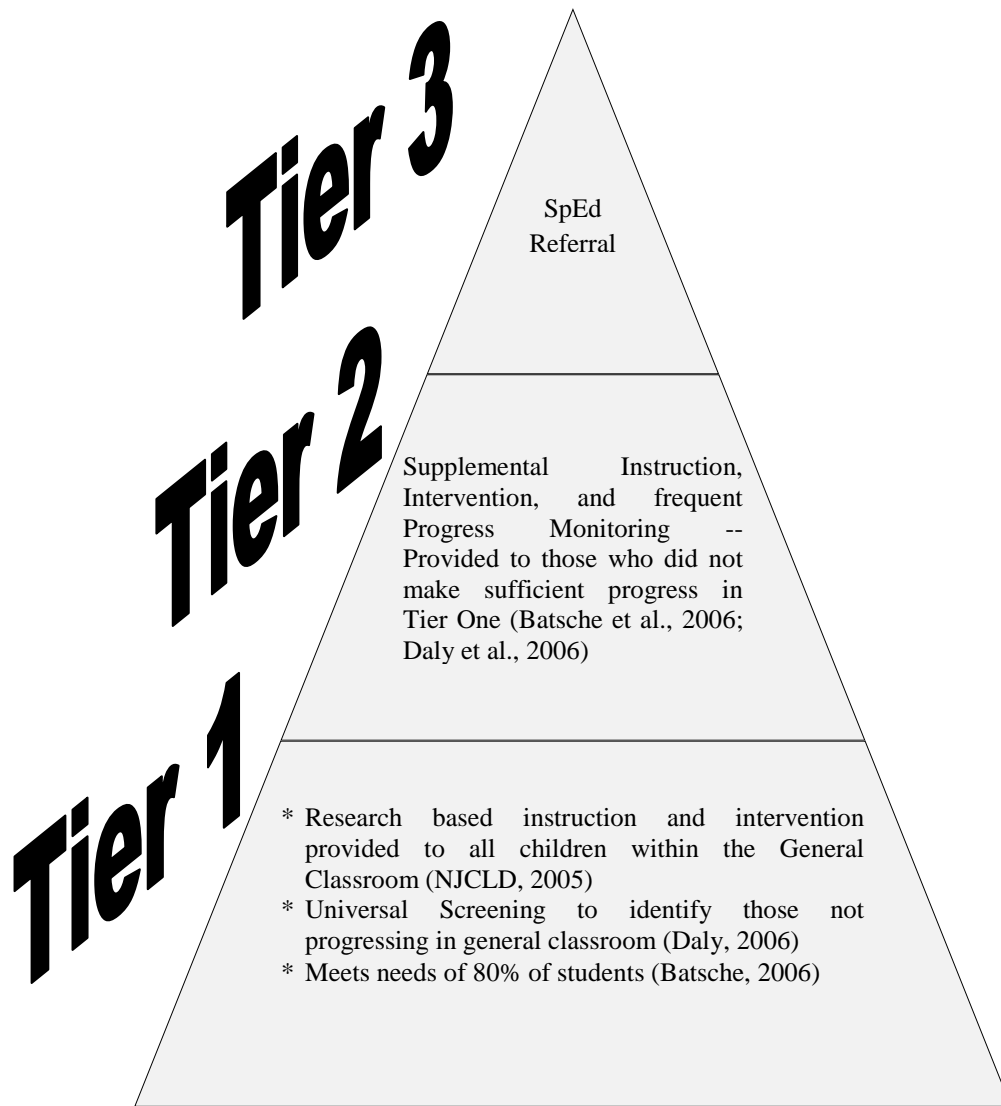 Tier 3
SpEd
Referral
Tier 2
Supplemental Instruction,
Intervention, and frequent
Progress Monitoring --
Provided to those who did not
make sufficient progress in
Tier One (Batsche et al., 2006;
Daly et al., 2006)
Tier 1
* Research based instruction and intervention
provided to all children within the General
Classroom (NJCLD, 2005)
* Universal Screening to identify those not
progressing in general classroom (Daly, 2006)
* Meets needs of 80% of students (Batsche, 2006)